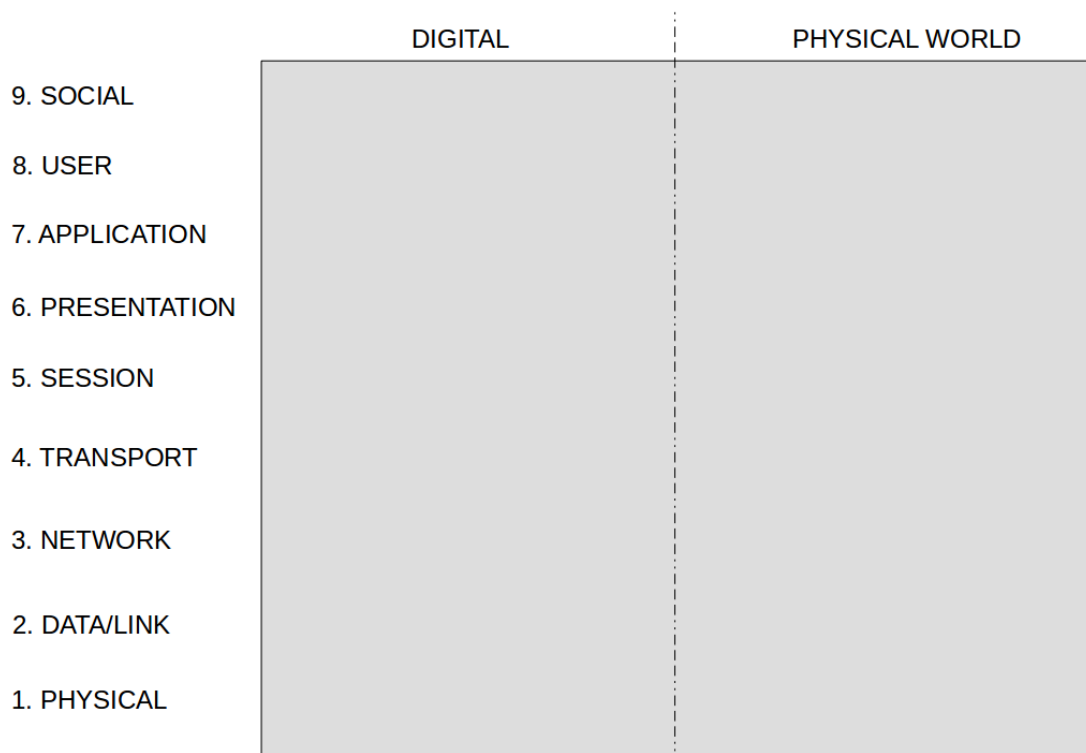 DIGITAL
PHYSICAL WORLD
9. SOCIAL
8. USER
7. APPLICATION
6. PRESENTATION
5. SESSION
4. TRANSPORT
3. NETWORK
2. DATA/LINK
1. PHYSICAL